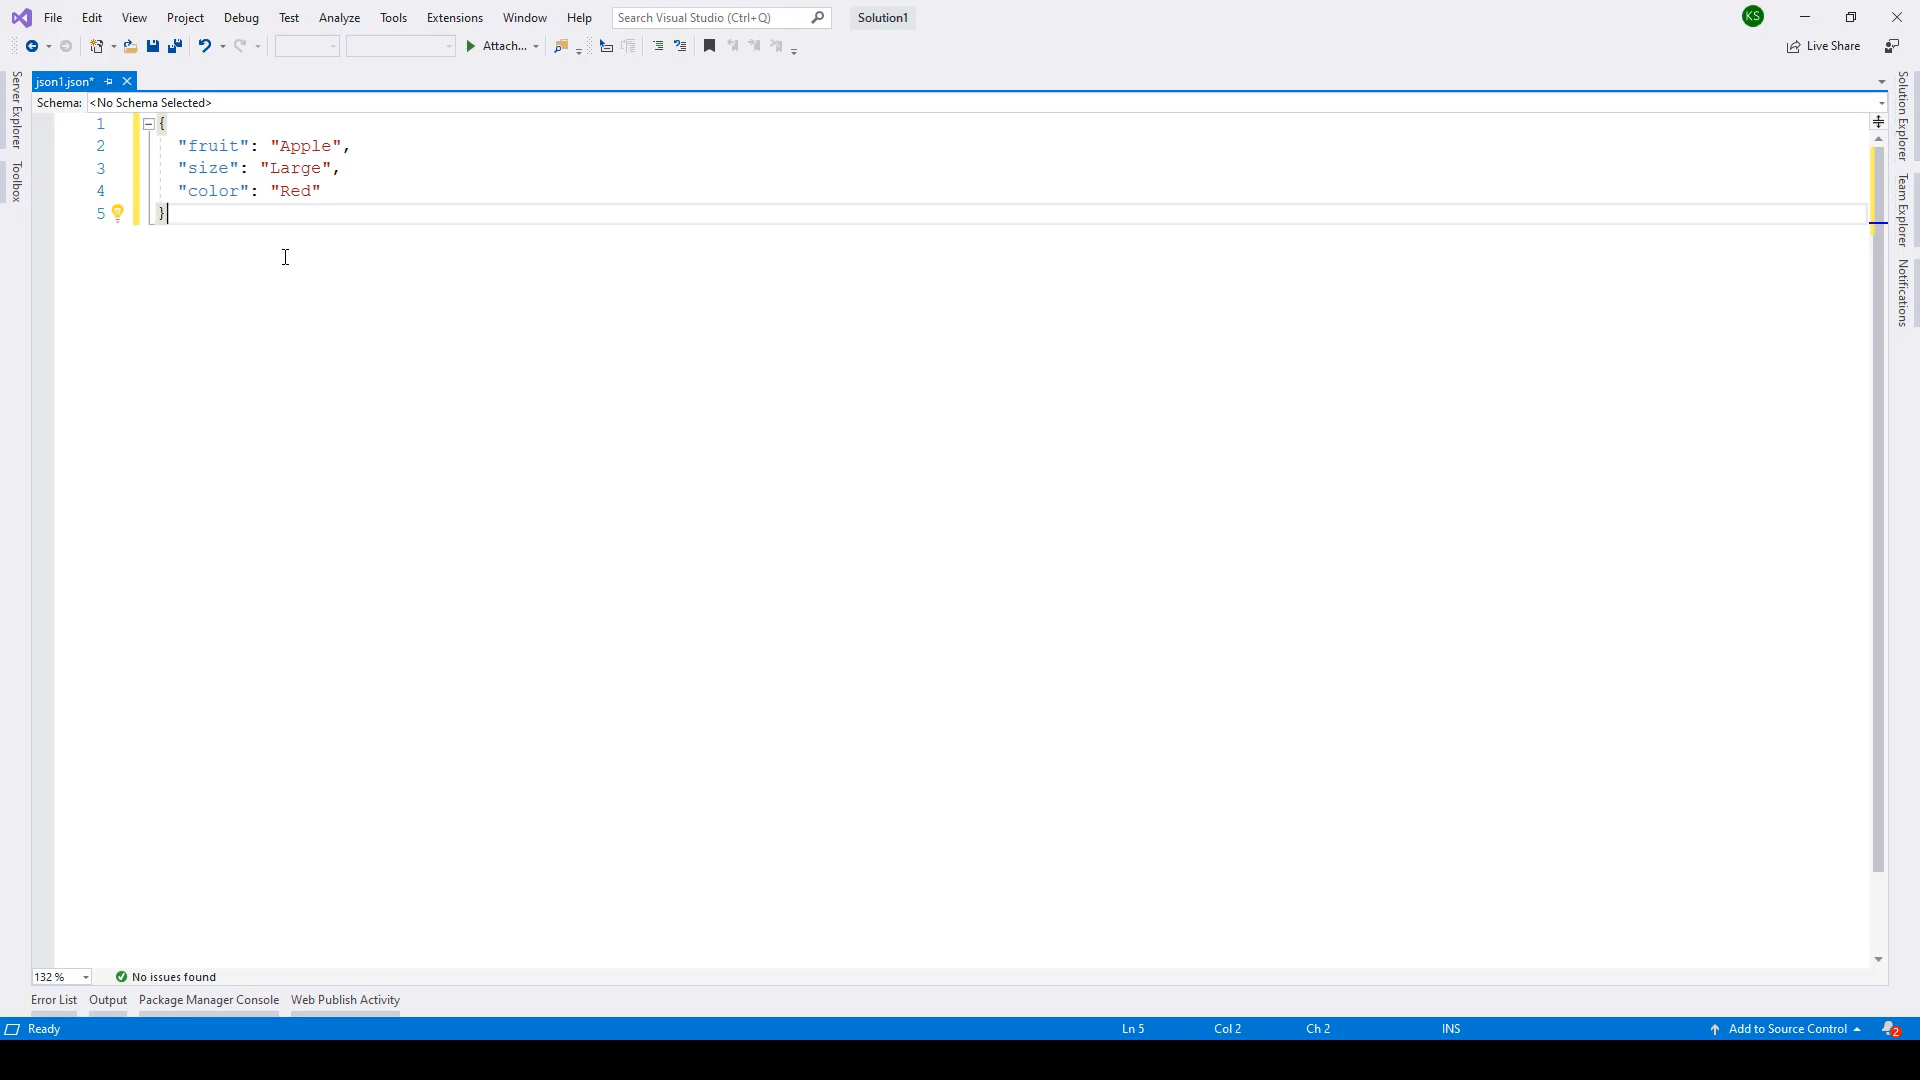 File Edit View Project Debug Test Analyze Tools Extensions Window Help Search Visual Studio (Ctrl+Q) Solution1 KS
Attach... Live Share
json1.json*
Schema: <No Schema Selected>
1 {
2 "fruit": "Apple",
3 "size": "Large",
4 "color": "Red"
5 }
Server Explorer
Toolbox
Solution Explorer
Team Explorer
Notifications
132 % No issues found
Error List Output Package Manager Console Web Publish Activity
Ready Ln 5 Col 2 Ch 2 INS Add to Source Control 2